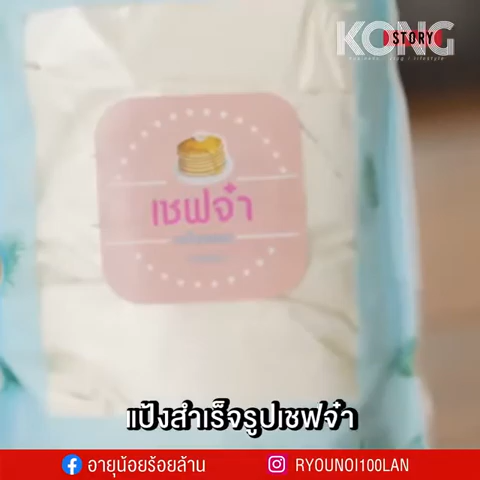 KONG
STORY
เชฟจ๋า
แป้งสำเร็จรูปเชฟจ๋า
อายุน้อยร้อยล้าน
RYOUNOI100LAN